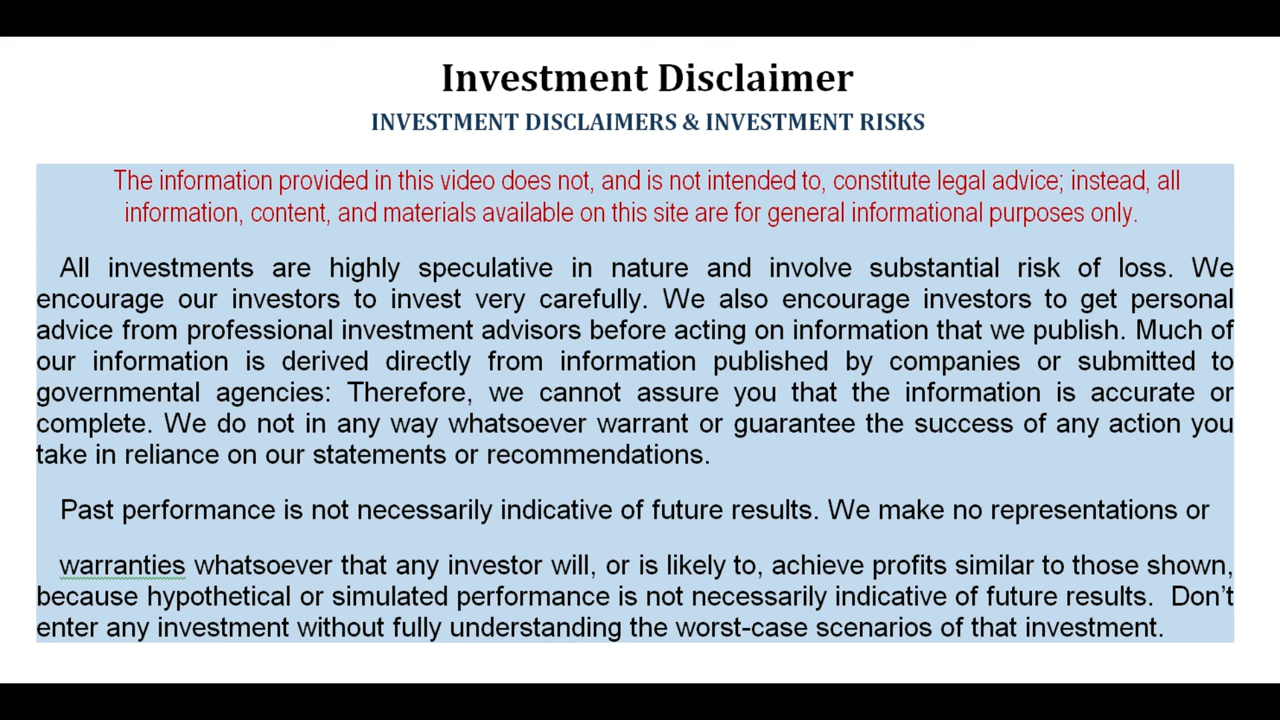 Investment Disclaimer
INVESTMENT DISCLAIMERS & INVESTMENT RISKS
The information provided in this video does not, and is not intended to, constitute legal advice; instead, all
information, content, and materials available on this site are for general informational purposes only.
All investments are highly speculative in nature and involve substantial risk of loss. We
encourage our investors to invest very carefully. We also encourage investors to get personal
advice from professional investment advisors before acting on information that we publish. Much of
our information is derived directly from information published by companies or submitted to
governmental agencies: Therefore, we cannot assure you that the information is accurate or
complete. We do not in any way whatsoever warrant or guarantee the success of any action you
take in reliance on our statements or recommendations.
Past performance is not necessarily indicative of future results. We make no representations or
warranties whatsoever that any investor will, or is likely to, achieve profits similar to those shown,
because hypothetical or simulated performance is not necessarily indicative of future results.  Don’t
enter any investment without fully understanding the worst-case scenarios of that investment.